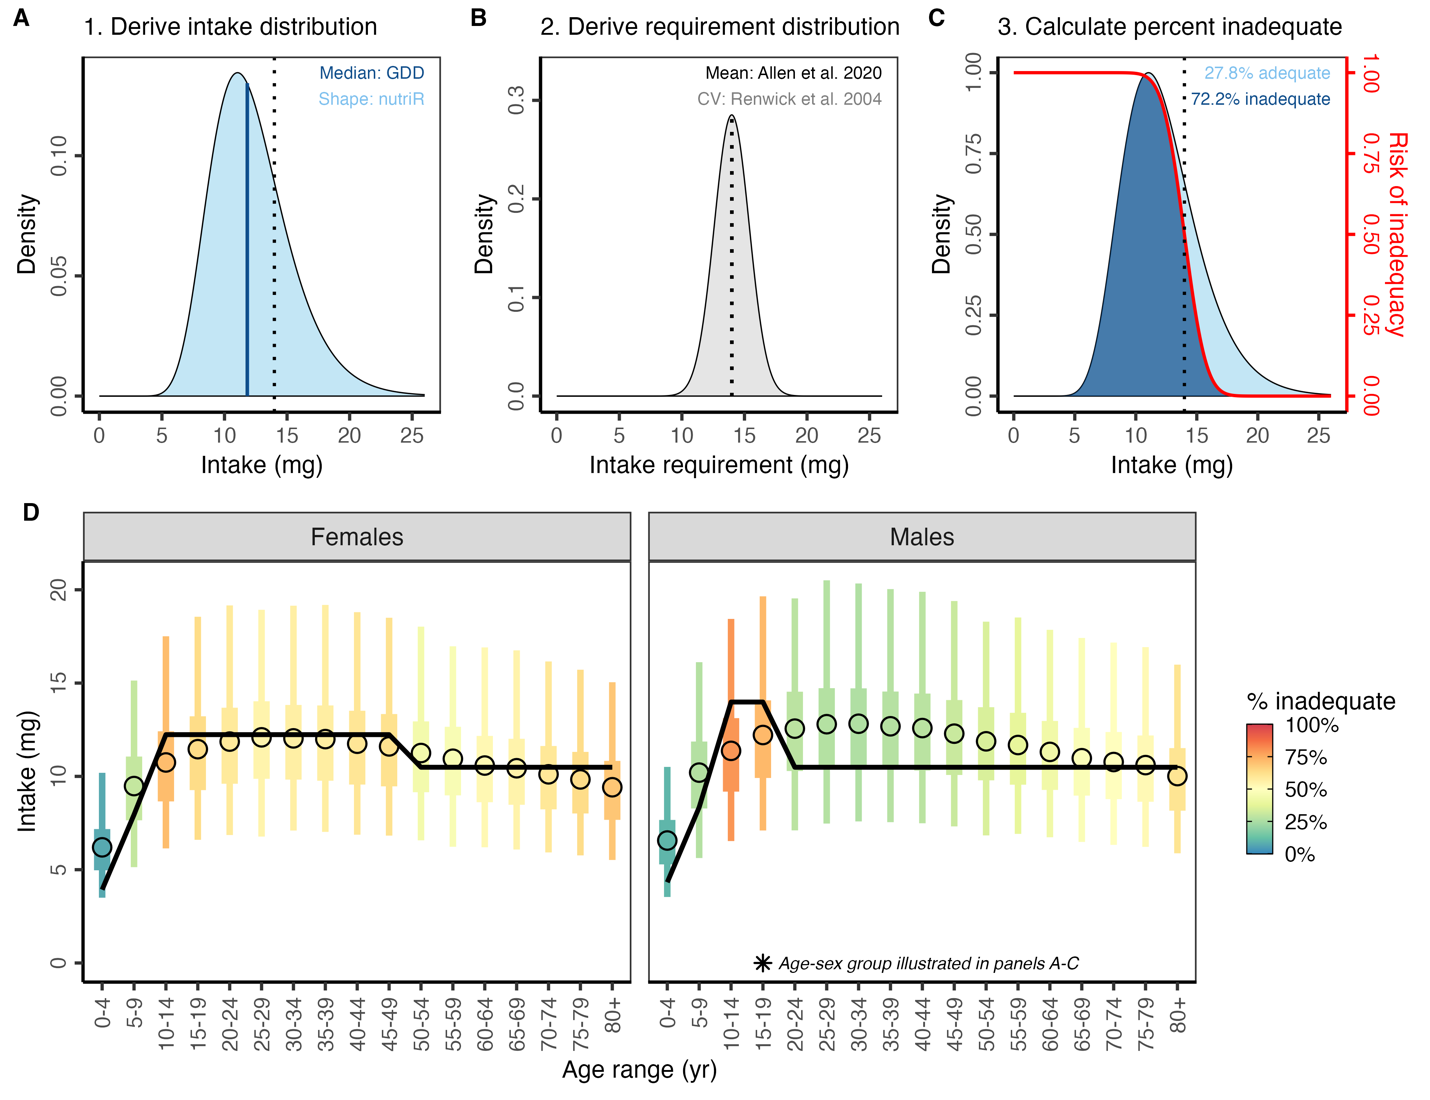 A
1. Derive intake distribution
Median: GDD
Shape: nutriR
Density
0.00
0.05
0.10
0 5 10 15 20 25
Intake (mg)
B
2. Derive requirement distribution
Mean: Allen et al. 2020
CV: Renwick et al. 2004
Density
0.0
0.1
0.2
0.3
0 5 10 15 20 25
Intake requirement (mg)
C
3. Calculate percent inadequate
27.8% adequate
72.2% inadequate
Density
0.00
0.25
0.50
0.75
1.00
Risk of inadequacy
0.00
0.25
0.50
0.75
1.00
0 5 10 15 20 25
Intake (mg)
D
Females
Males
Intake (mg)
20
15
10
5
0
Age-sex group illustrated in panels A-C
0-4 5-9 10-14 15-19 20-24 25-29 30-34 35-39 40-44 45-49 50-54 55-59 60-64 65-69 70-74 75-79 80+
0-4 5-9 10-14 15-19 20-24 25-29 30-34 35-39 40-44 45-49 50-54 55-59 60-64 65-69 70-74 75-79 80+
Age range (yr)
% inadequate
100%
75%
50%
25%
0%